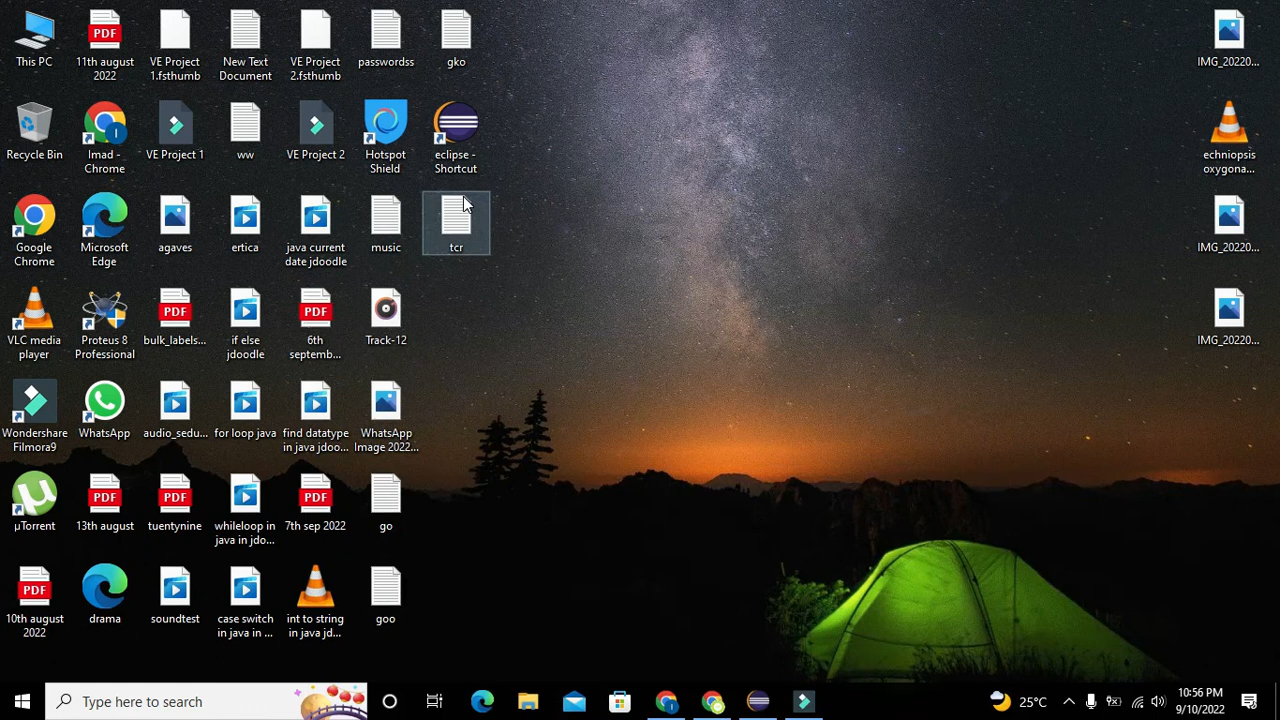 This PC
11th august
2022
VE Project
1.fsthumb
New Text
Document
VE Project
2.fsthumb
passwordss
gko
IMG_20220...
Recycle Bin
Imad -
Chrome
VE Project 1
ww
VE Project 2
Hotspot
Shield
eclipse -
Shortcut
echniopsis
oxygona...
Google
Chrome
Microsoft
Edge
agaves
ertica
java current
date jdoodle
music
tcr
IMG_20220...
VLC media
player
Proteus 8
Professional
bulk_labels...
if else
jdoodle
6th
septemb...
Track-12
IMG_20220...
Wondershare
Filmora9
WhatsApp
audio_sedu...
for loop java
find datatype
in java jdoo...
WhatsApp
Image 2022...
µTorrent
13th august
tuentynine
whileloop in
java in jdo...
7th sep 2022
go
10th august
2022
drama
soundtest
case switch
in java in ...
int to string
in java jd...
goo
PDF
PDF
PDF
PDF
PDF
PDF
PDF
Type here to search
25°C
6:56 PM
9/10/2022